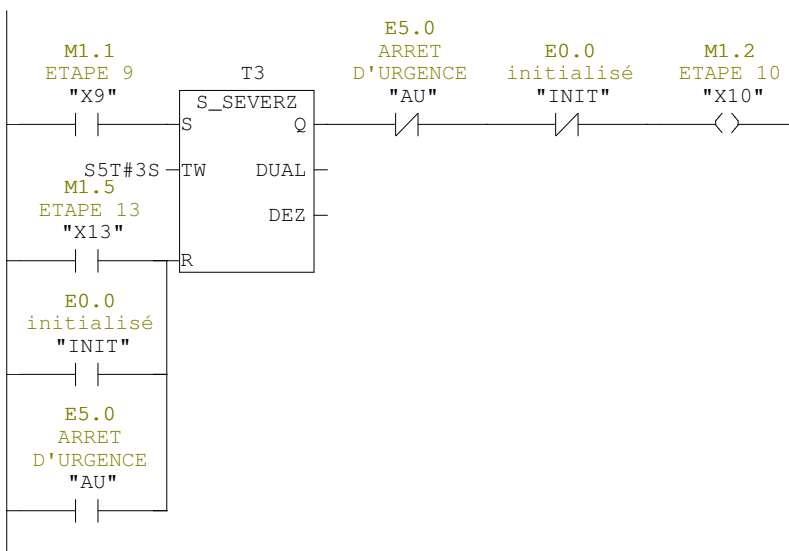 E5.0
M1.1
ARRET
E0.0
M1.2
ETAPE 9
T3
D'URGENCE
initialisé
ETAPE 10
"X9"
S_SEVERZ
"AU"
"INIT"
"X10"
S
Q
S5T#3S
TW
DUAL
M1.5
ETAPE 13
DEZ
"X13"
R
E0.0
initialisé
"INIT"
E5.0
ARRET
D'URGENCE
"AU"